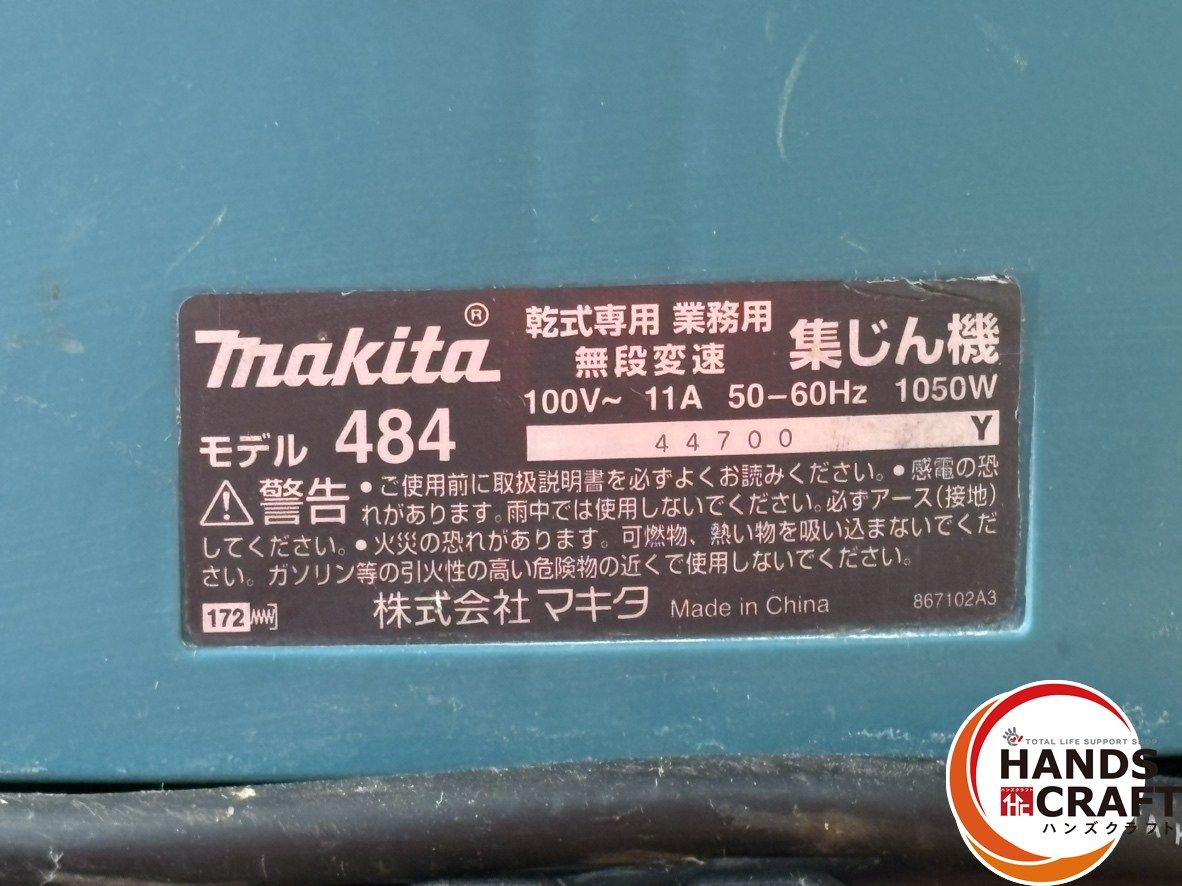 makita®
乾式専用 業務用
無段変速
集じん機
100V~ 11A 50-60Hz 1050W
モデル 484
44700 Y
警告 • ご使用前に取扱説明書を必ずよくお読みください。• 感電の恐
れがあります。雨中では使用しないでください。必ずアース(接地)
してください。• 火災の恐れがあります。可燃物、熱い物を吸い込まないでくだ
さい。ガソリン等の引火性の高い危険物の近くで使用しないでください。
172
株式会社マキタ Made in China 867102A3
TOTAL LIFE SUPPORT SHOP
HANDS
ハンズクラフト
CRAFT
ハンズクラフト